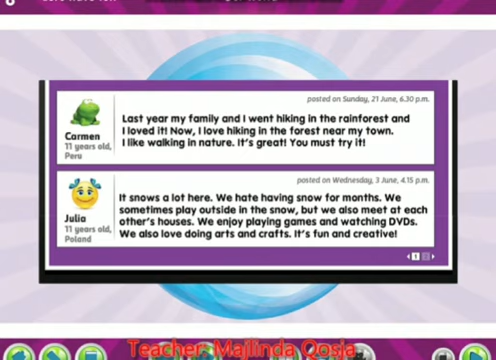 posted on Sunday, 21 June, 6.30 p.m.
Last year my family and I went hiking in the rainforest and
I loved it! Now, I love hiking in the forest near my town.
I like walking in nature. It's great! You must try it!
Carmen
11 years old,
Peru
posted on Wednesday, 3 June, 4.15 p.m.
It snows a lot here. We hate having snow for months. We
sometimes play outside in the snow, but we also meet at each
other's houses. We enjoy playing games and watching DVDs.
We also love doing arts and crafts. It's fun and creative!
Julia
11 years old,
Poland
1 2
Teacher: Majlinda Qosja